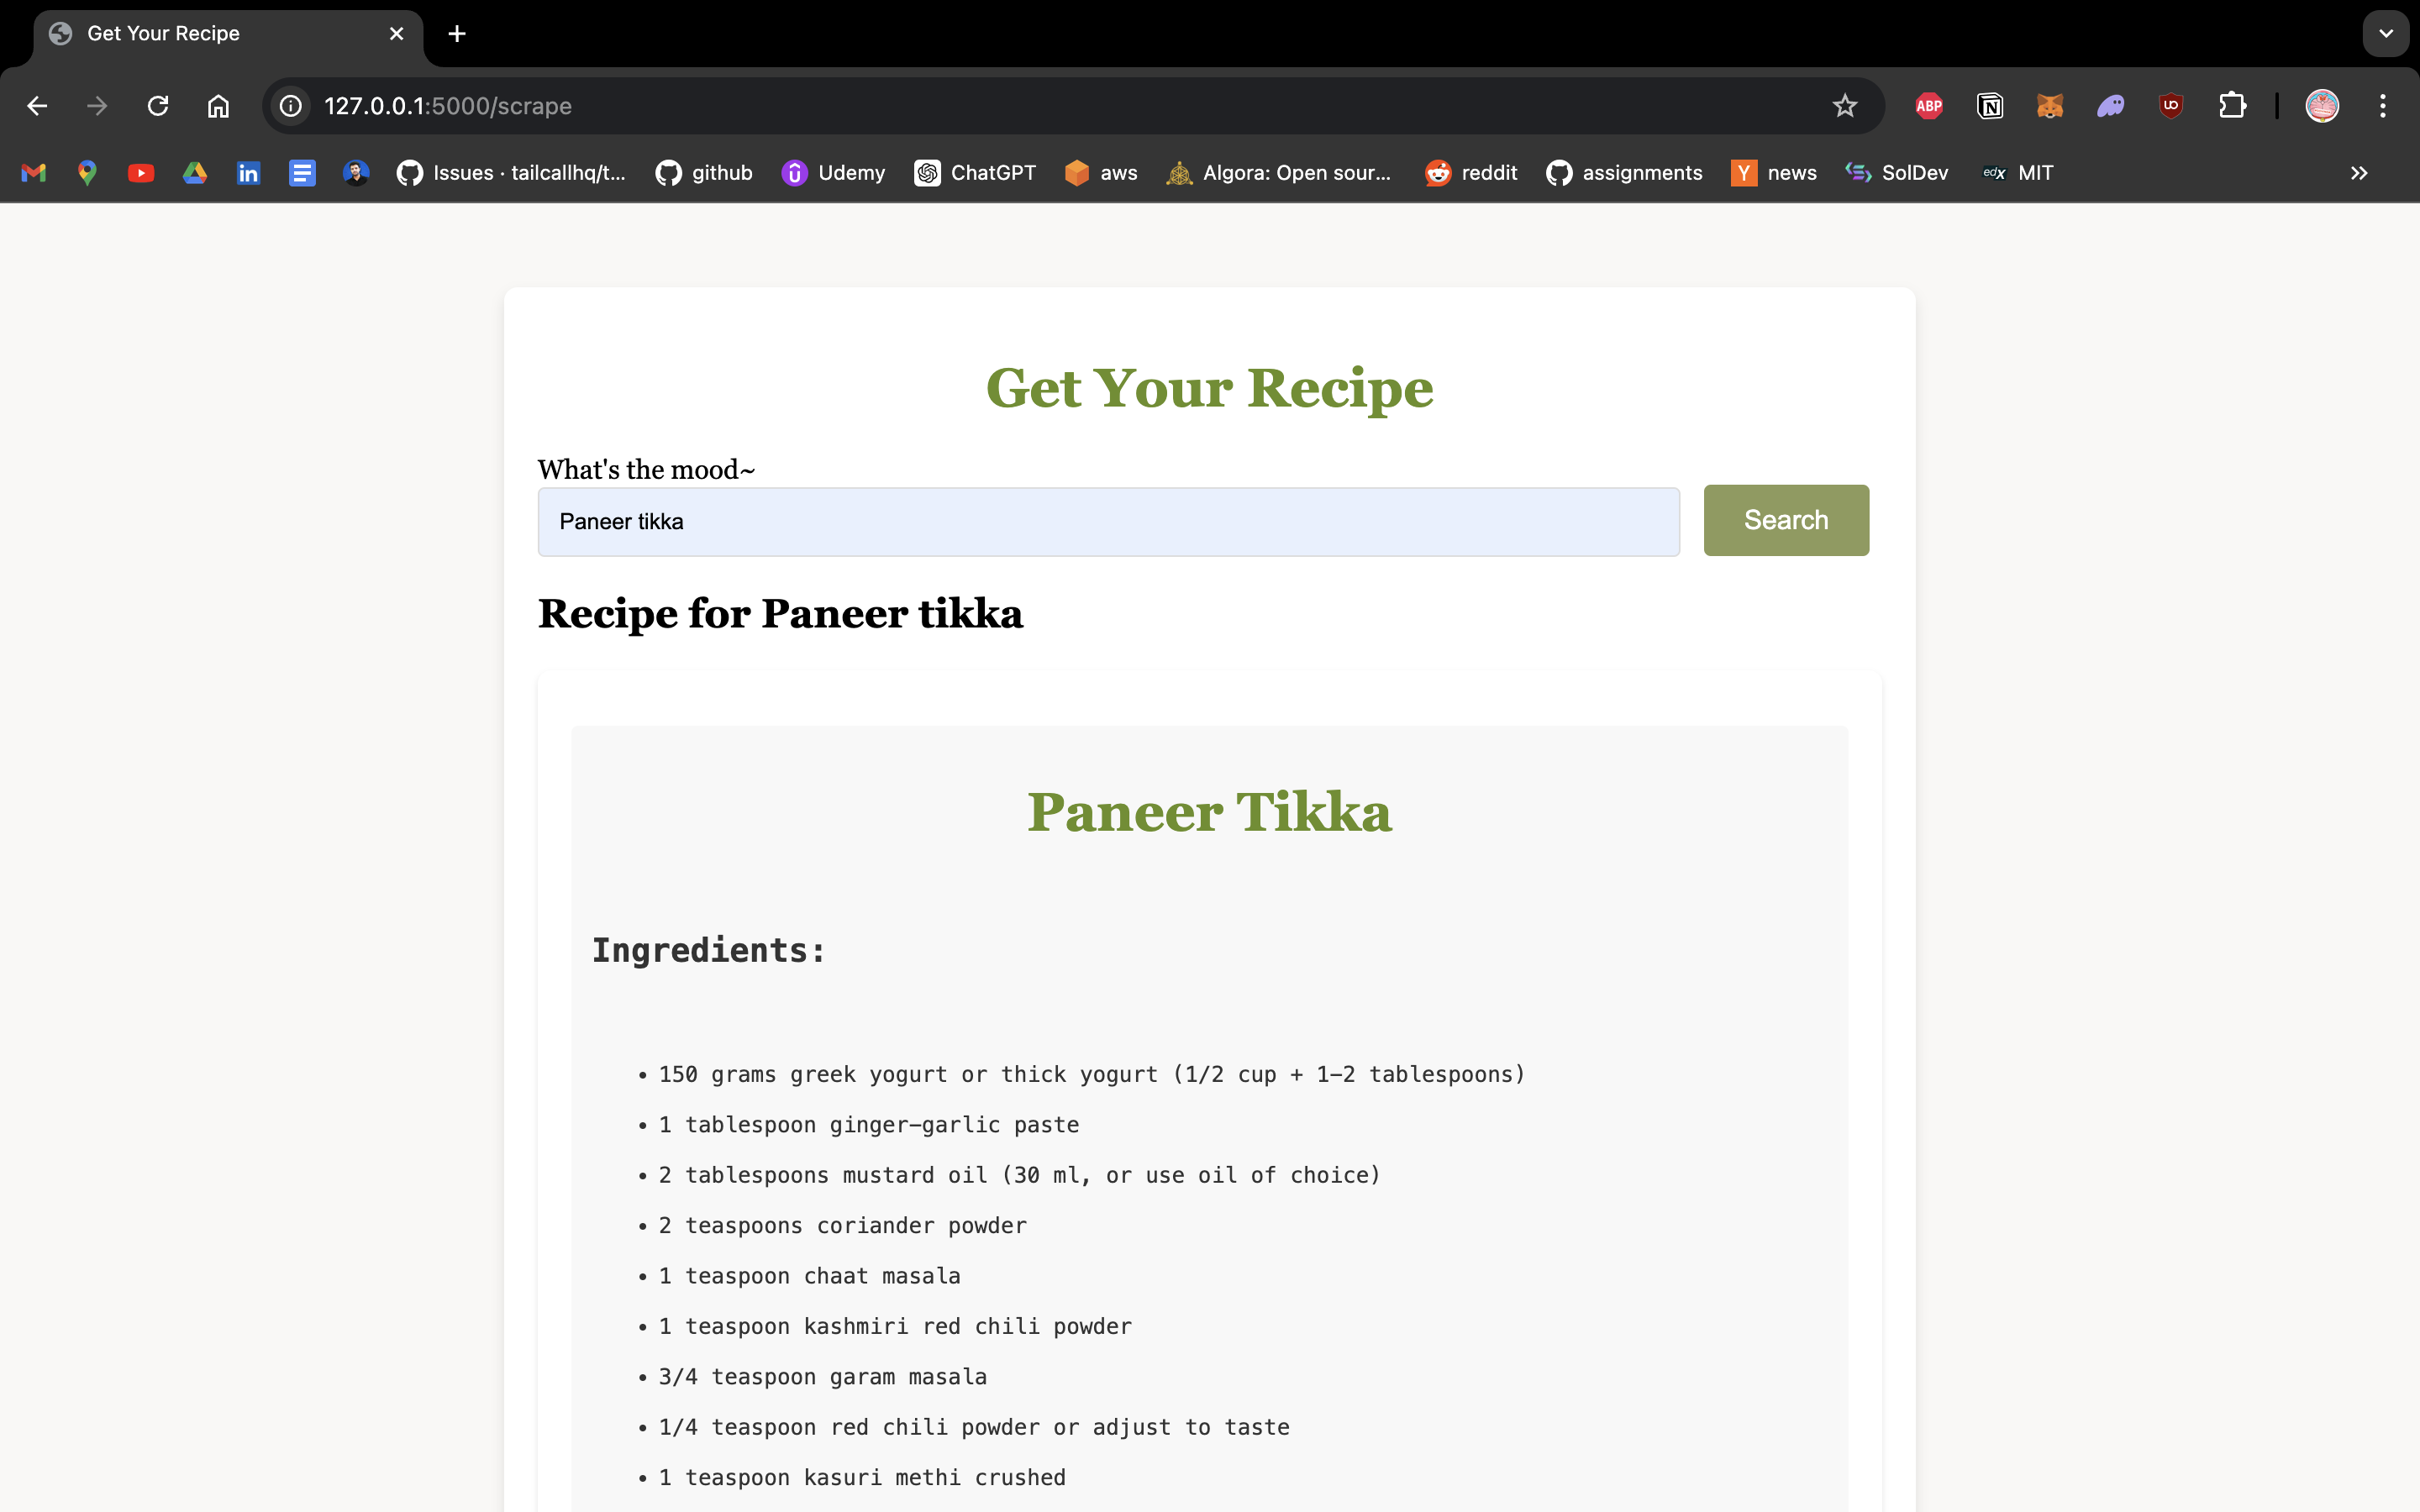 Get Your Recipe
127.0.0.1:5000/scrape
ABP
Issues · tailcallhq/t...
github
Udemy
ChatGPT
aws
Algora: Open sour...
reddit
assignments
Y
news
SolDev
edX
MIT
Get Your Recipe
What's the mood~
Paneer tikka
Search
Recipe for Paneer tikka
Paneer Tikka
Ingredients:
• 150 grams greek yogurt or thick yogurt (1/2 cup + 1–2 tablespoons)
• 1 tablespoon ginger–garlic paste
• 2 tablespoons mustard oil (30 ml, or use oil of choice)
• 2 teaspoons coriander powder
• 1 teaspoon chaat masala
• 1 teaspoon kashmiri red chili powder
• 3/4 teaspoon garam masala
• 1/4 teaspoon red chili powder or adjust to taste
• 1 teaspoon kasuri methi crushed